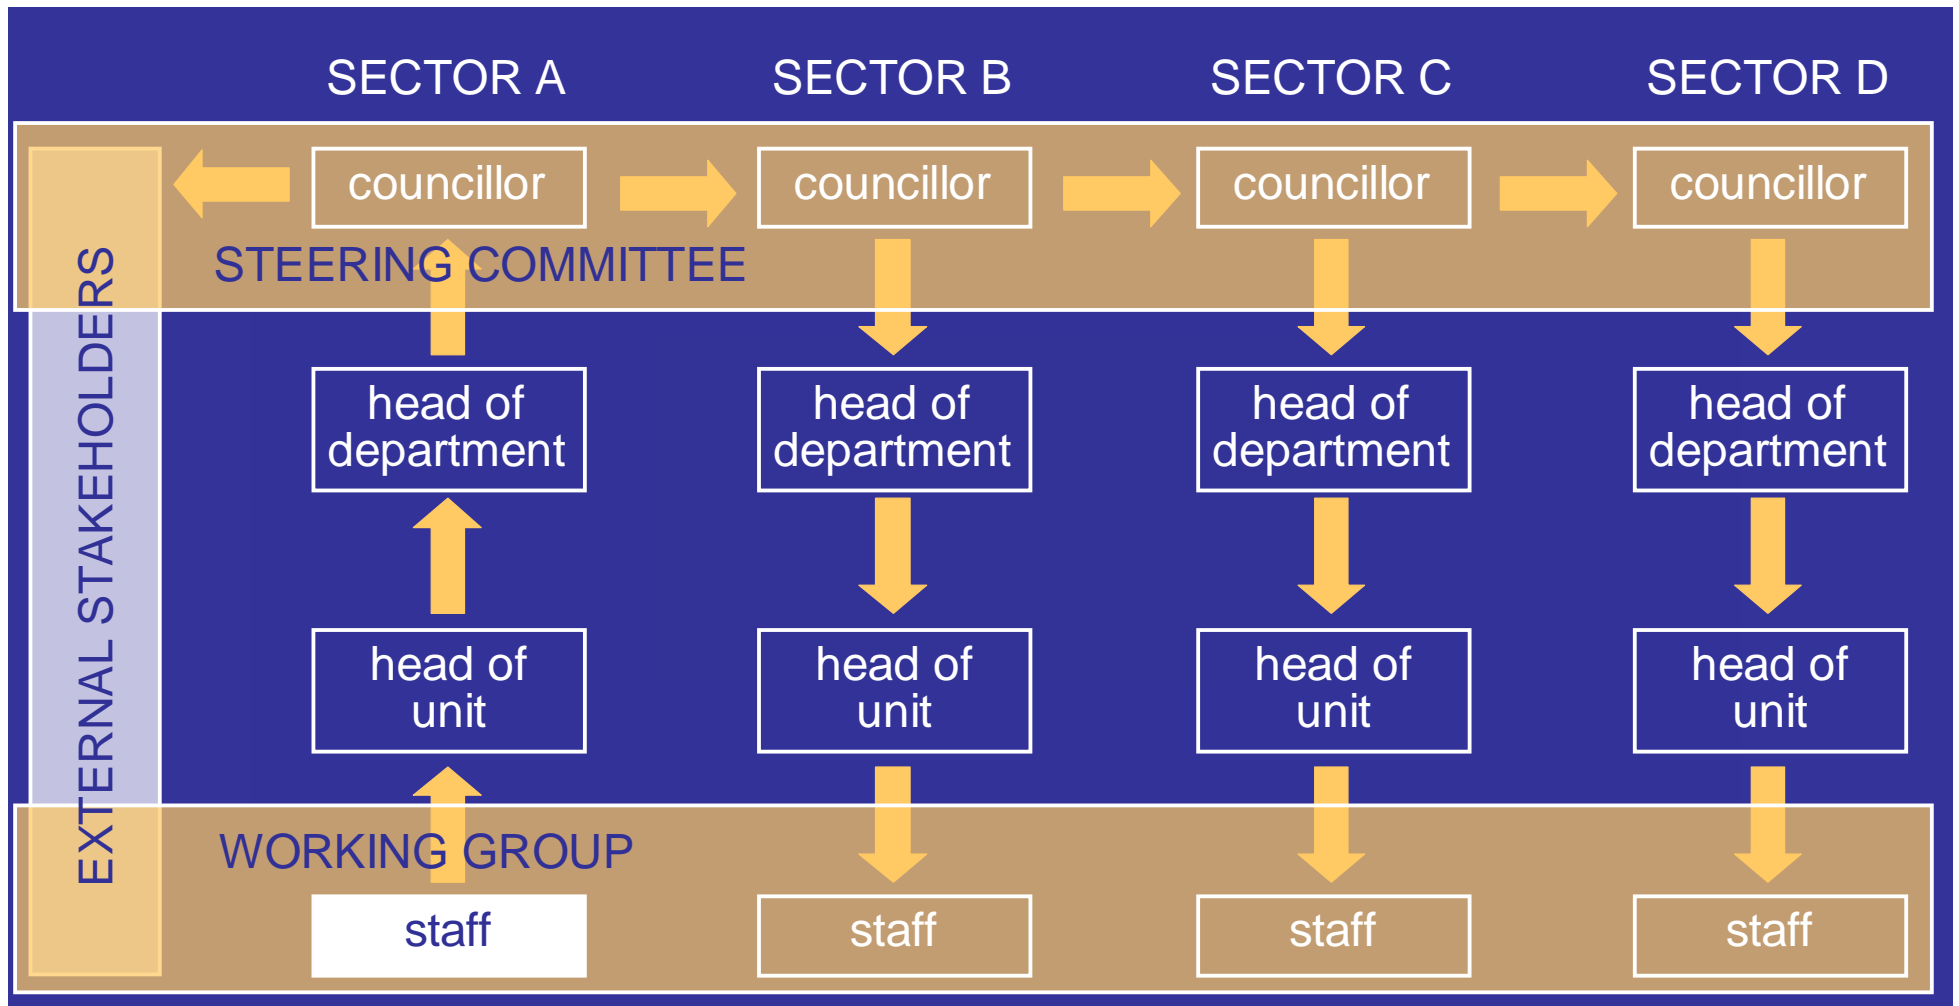 SECTOR A
SECTOR B
SECTOR C
SECTOR D
councillor
councillor
councillor
councillor
STEERING COMMITTEE
EXTERNAL STAKEHOLDERS
head of
department
head of
department
head of
department
head of
department
head of
unit
head of
unit
head of
unit
head of
unit
WORKING GROUP
staff
staff
staff
staff